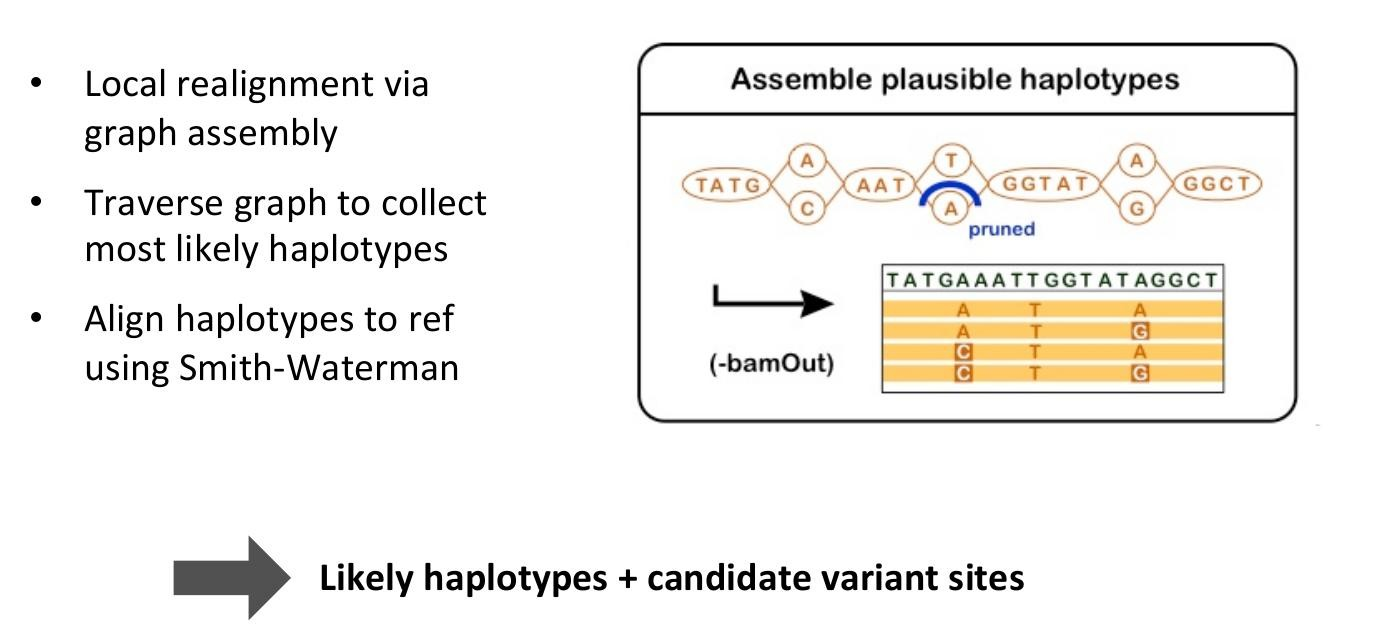 • Local realignment via
graph assembly
• Traverse graph to collect
most likely haplotypes
• Align haplotypes to ref
using Smith-Waterman
Assemble plausible haplotypes
TATG
A
C
AAT
T
A
GGTAT
A
G
GGCT
pruned
(-bamOut)
TATGAAATTGGTATAGGCT
A T A
A T G
C T A
C T G
Likely haplotypes + candidate variant sites